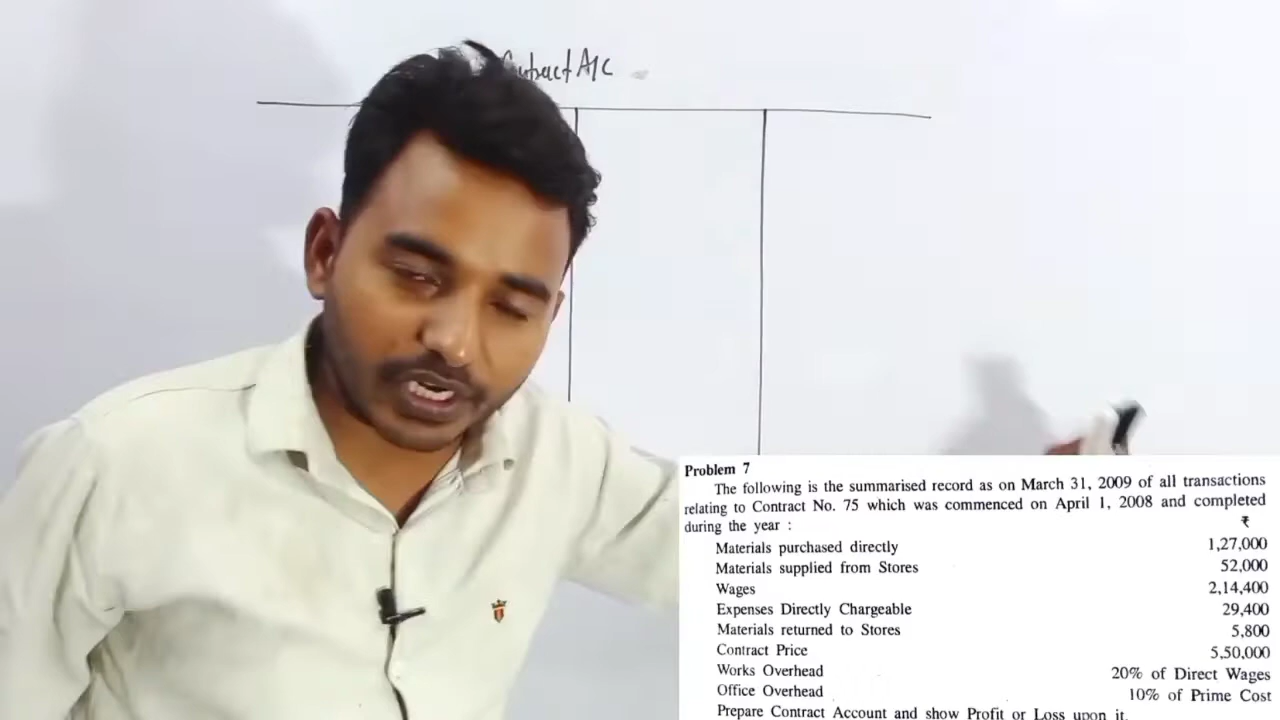 Contract A/C
Problem 7
The following is the summarised record as on March 31, 2009 of all transactions
relating to Contract No. 75 which was commenced on April 1, 2008 and completed
during the year :
₹
Materials purchased directly 1,27,000
Materials supplied from Stores 52,000
Wages 2,14,400
Expenses Directly Chargeable 29,400
Materials returned to Stores 5,800
Contract Price 5,50,000
Works Overhead 20% of Direct Wages
Office Overhead 10% of Prime Cost
Prepare Contract Account and show Profit or Loss upon it.